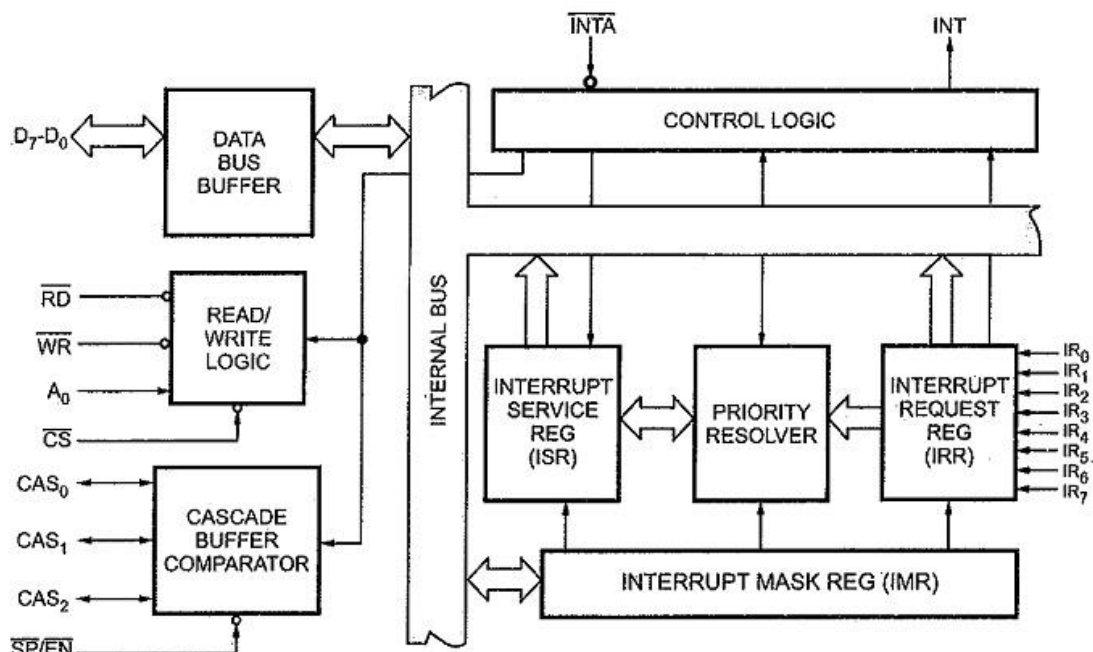 INTA
INT
CONTROL LOGIC
D7-D0
DATA
BUS
BUFFER
RD
WR
A0
CS
READ/
WRITE
LOGIC
INTERNAL BUS
INTERRUPT
SERVICE
REG
(ISR)
PRIORITY
RESOLVER
INTERRUPT
REQUEST
REG
(IRR)
IR0
IR1
IR2
IR3
IR4
IR5
IR6
IR7
CAS0
CAS1
CAS2
CASCADE
BUFFER
COMPARATOR
SP/EN
INTERRUPT MASK REG (IMR)